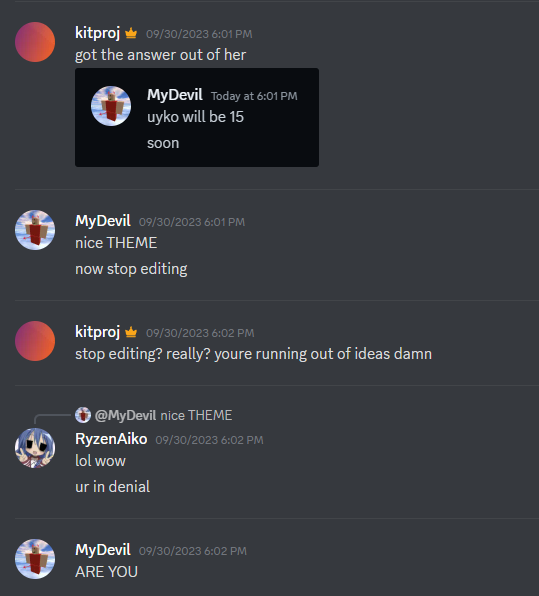 kitproj 09/30/2023 6:01 PM
got the answer out of her
MyDevil Today at 6:01 PM
uyko will be 15
soon
MyDevil 09/30/2023 6:01 PM
nice THEME
now stop editing
kitproj 09/30/2023 6:02 PM
stop editing? really? youre running out of ideas damn
@MyDevil nice THEME
RyzenAiko 09/30/2023 6:02 PM
lol wow
ur in denial
MyDevil 09/30/2023 6:02 PM
ARE YOU